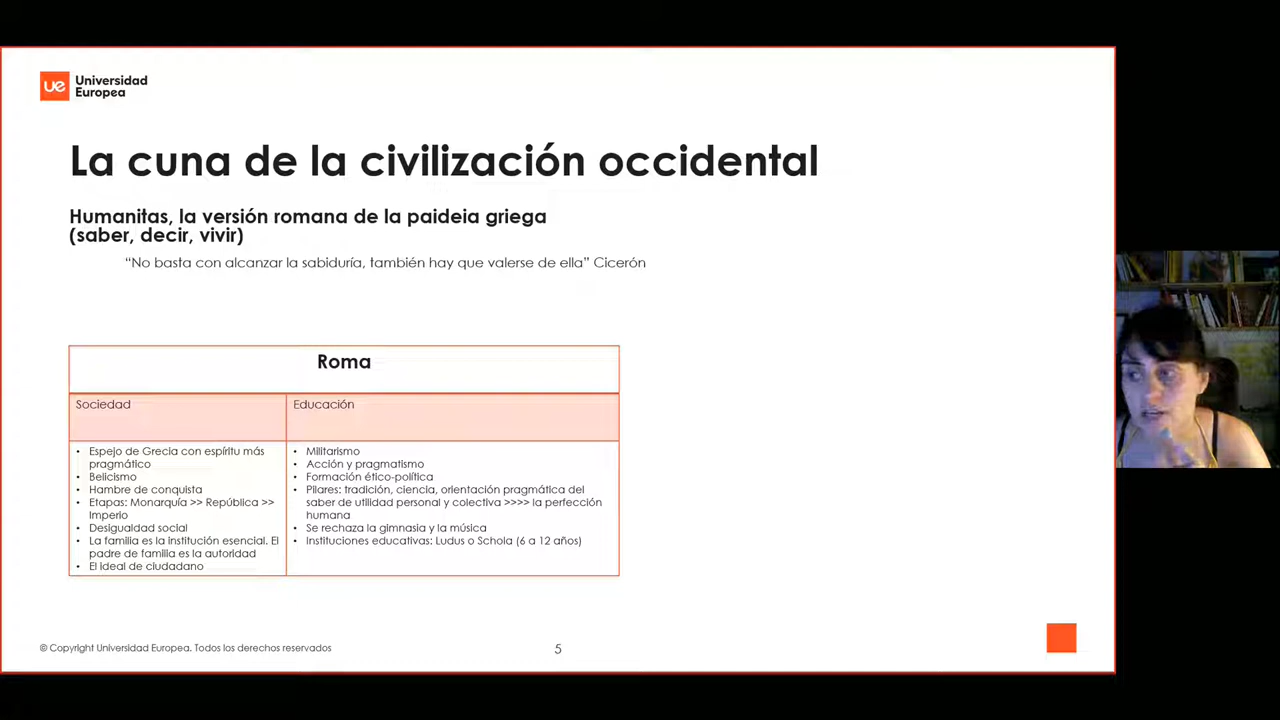 ue Universidad
Europea
La cuna de la civilización occidental
Humanitas, la versión romana de la paideia griega
(saber, decir, vivir)
“No basta con alcanzar la sabiduría, también hay que valerse de ella” Cicerón
Roma
Sociedad
Educación
• Espejo de Grecia con espíritu más
pragmático
• Belicismo
• Hambre de conquista
• Etapas: Monarquía >> República >>
Imperio
• Desigualdad social
• La familia es la institución esencial. El
padre de familia es la autoridad
• El ideal de ciudadano
• Militarismo
• Acción y pragmatismo
• Formación ético-política
• Pilares: tradición, ciencia, orientación pragmática del
saber de utilidad personal y colectiva >>>> la perfección
humana
• Se rechaza la gimnasia y la música
• Instituciones educativas: Ludus o Schola (6 a 12 años)
© Copyright Universidad Europea. Todos los derechos reservados
5